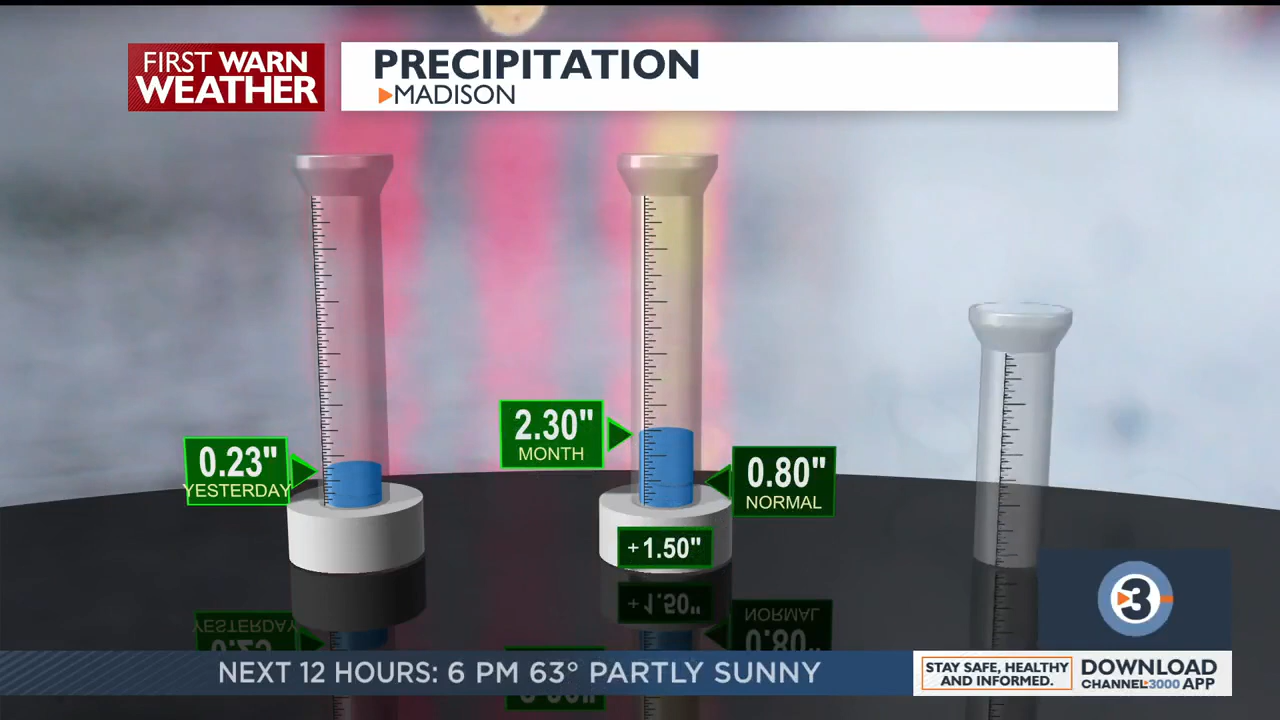 FIRST WARN
WEATHER
PRECIPITATION
MADISON
0.23"
YESTERDAY
2.30"
MONTH
0.80"
NORMAL
+1.50"
3
NEXT 12 HOURS: 6 PM 63° PARTLY SUNNY
STAY SAFE, HEALTHY
AND INFORMED.
DOWNLOAD
CHANNEL3000 APP